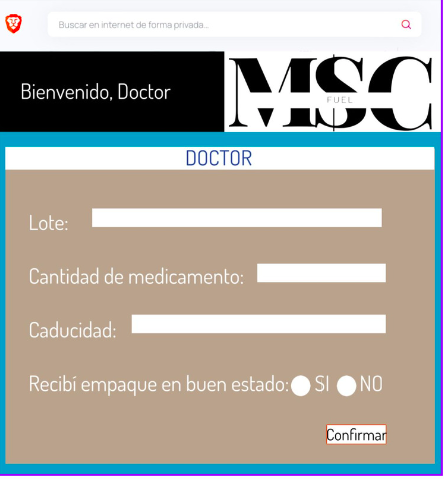 Buscar en internet de forma privada...
Bienvenido, Doctor
MSC
FUEL
DOCTOR
Lote:
Cantidad de medicamento:
Caducidad:
Recibí empaque en buen estado: SI NO
Confirmar